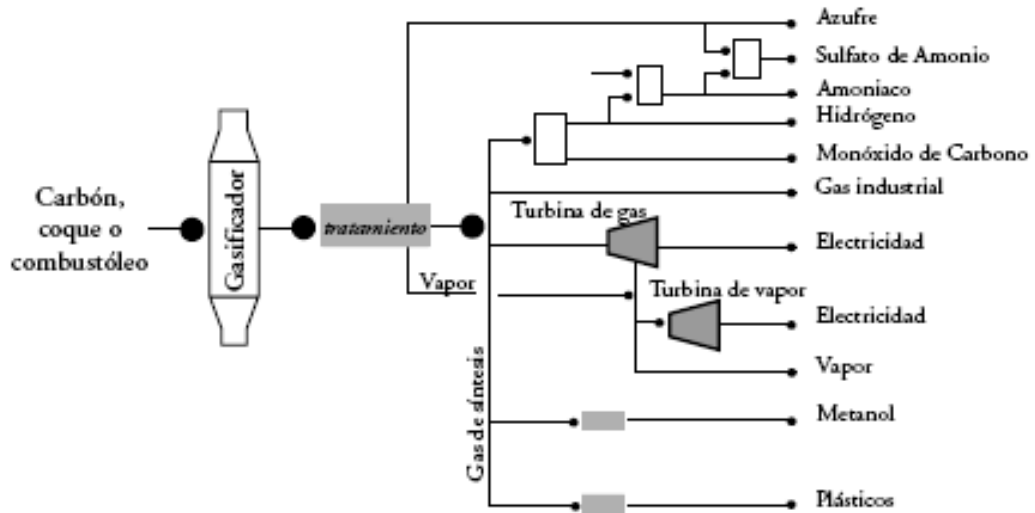 Azufre
Sulfato de Amonio
Amoniaco
Hidrógeno
Monóxido de Carbono
Gas industrial
Carbón,
coque o
combustóleo
Gasificador
tratamiento
Turbina de gas
Electricidad
Vapor
Turbina de vapor
Electricidad
Vapor
Gas de síntesis
Metanol
Plásticos